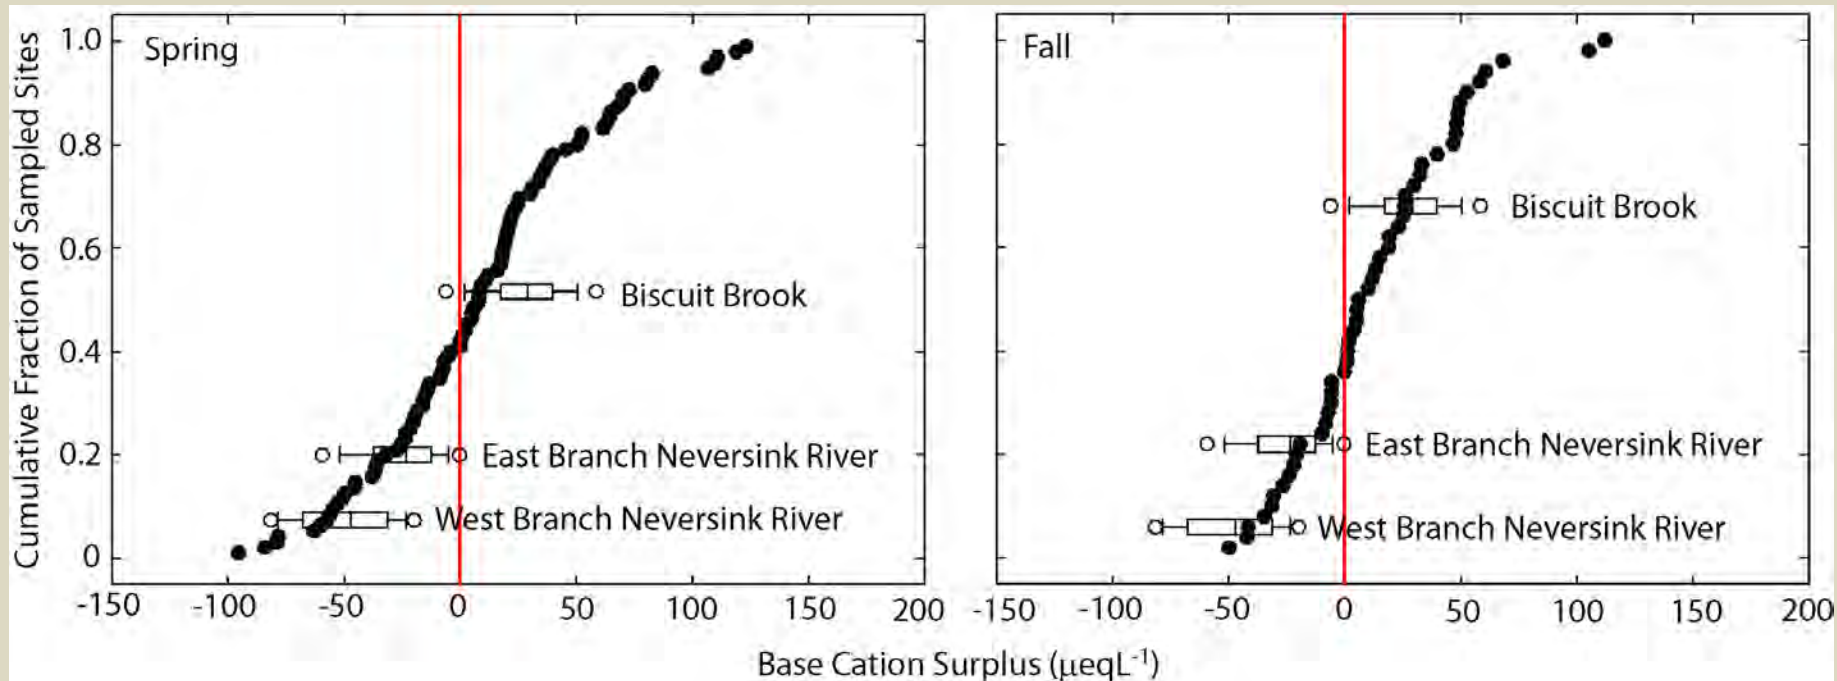 Cumulative Fraction of Sampled Sites
1.0
0.8
0.6
0.4
0.2
0
Spring
Biscuit Brook
East Branch Neversink River
West Branch Neversink River
-150 -100 -50 0 50 100 150 200
Fall
Biscuit Brook
East Branch Neversink River
West Branch Neversink River
-150 -100 -50 0 50 100 150 200
Base Cation Surplus (μeqL⁻¹)